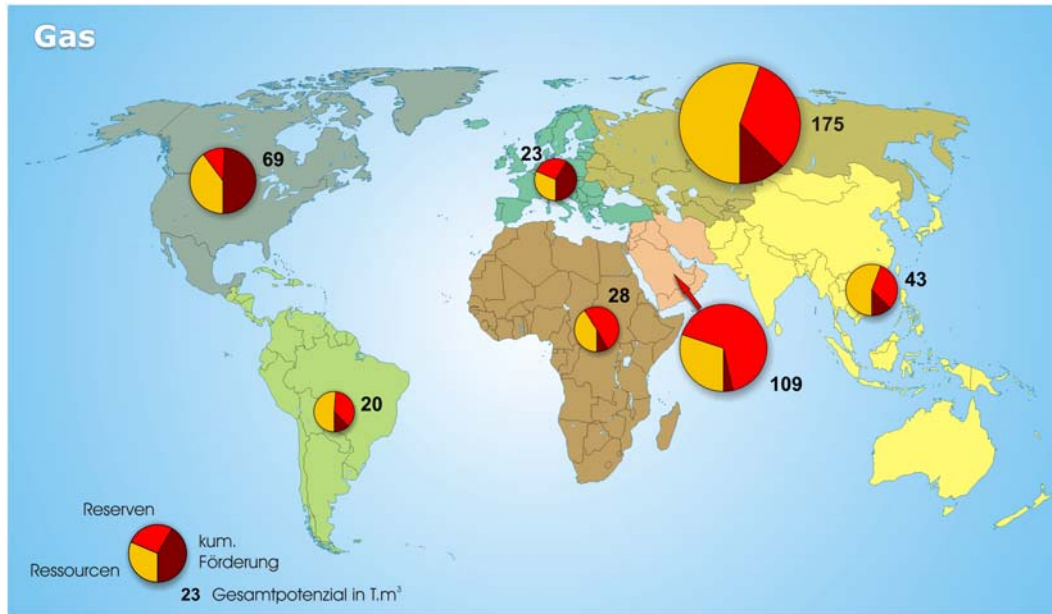 Gas
175
69
23
43
28
109
20
Reserven
kum.
Förderung
Ressourcen
23 Gesamtpotenzial in T.m³